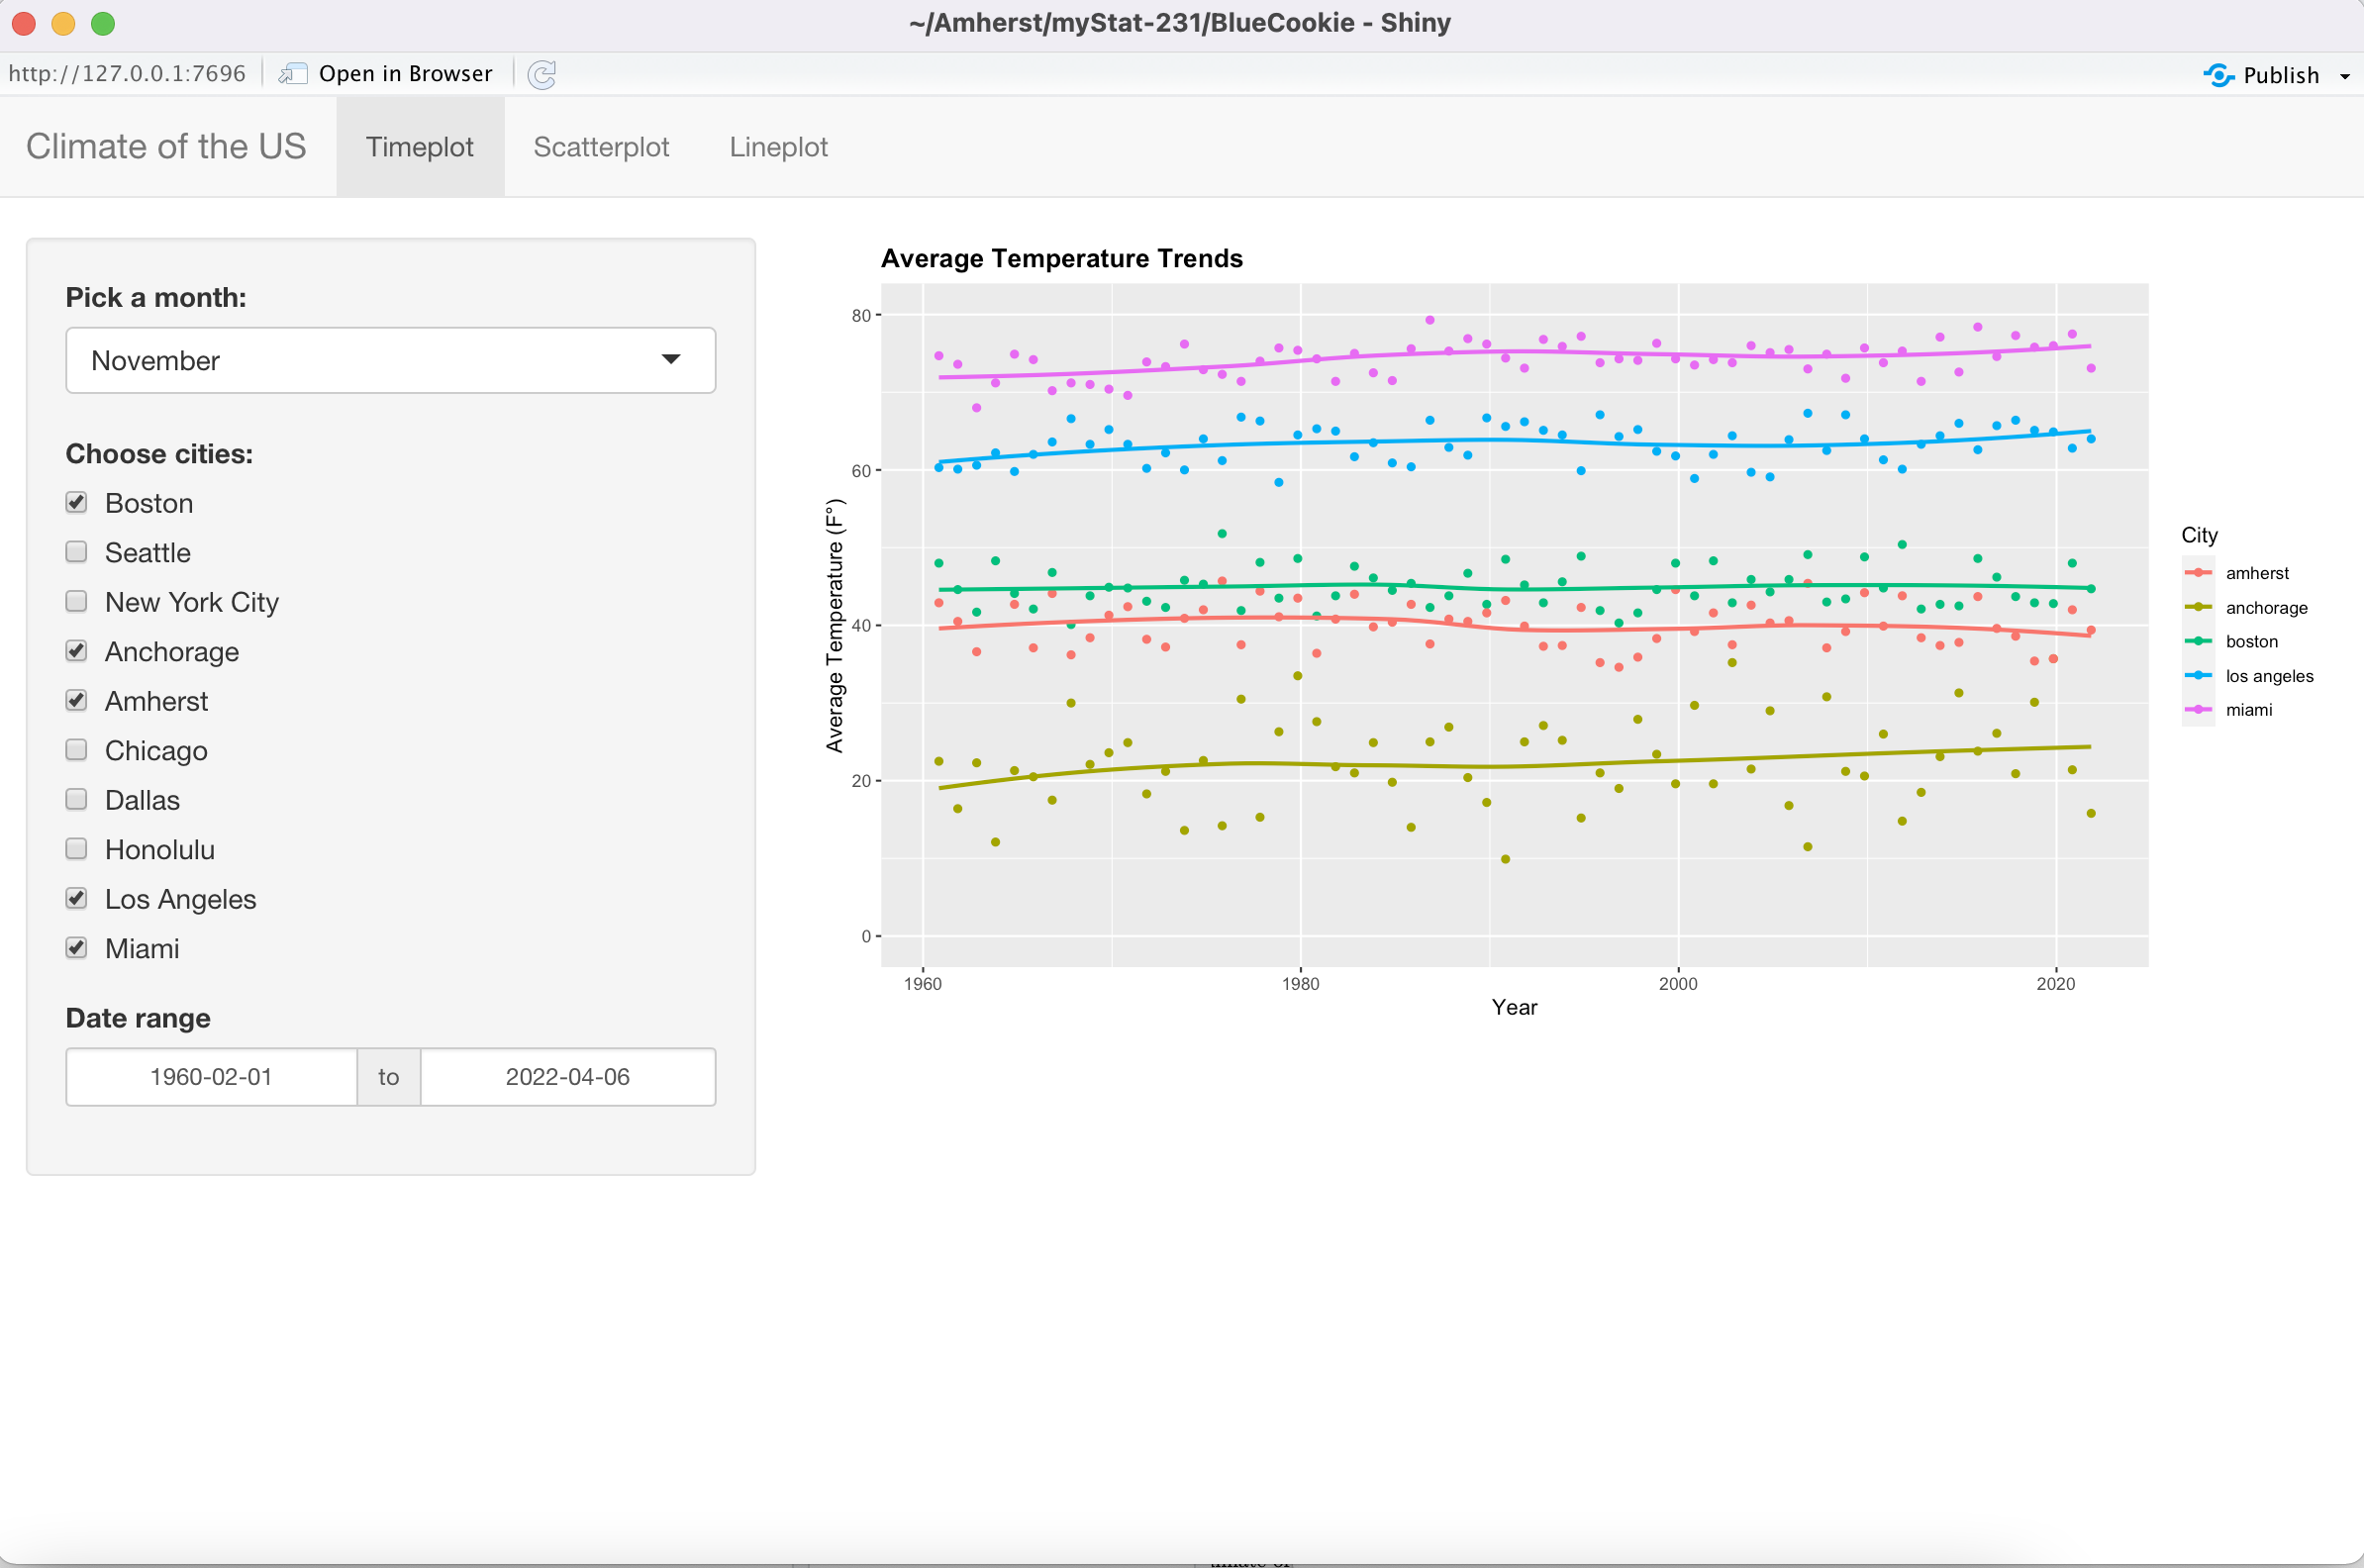 ~/Amherst/myStat-231/BlueCookie - Shiny
http://127.0.0.1:7696 Open in Browser Publish
Climate of the US Timeplot Scatterplot Lineplot
Pick a month:
November
Choose cities:
Boston
Seattle
New York City
Anchorage
Amherst
Chicago
Dallas
Honolulu
Los Angeles
Miami
Date range
1960-02-01 to 2022-04-06
Average Temperature Trends
Average Temperature (F°)
80
60
40
20
0
1960 1980 2000 2020
Year
City
amherst
anchorage
boston
los angeles
miami